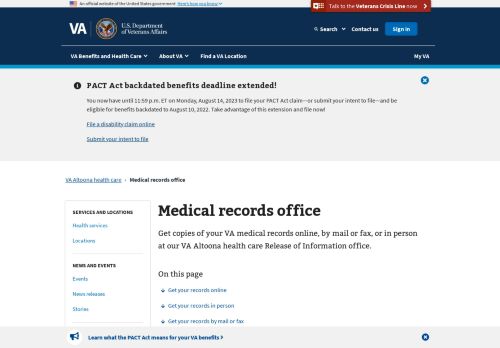 An official website of the United States government Here's how you know
Talk to the Veterans Crisis Line now
VA
U.S. Department
of Veterans Affairs
Search
Contact us
Sign in
VA Benefits and Health Care
About VA
Find a VA Location
My VA
PACT Act backdated benefits deadline extended!
You now have until 11:59 p.m. ET on Monday, August 14, 2023 to file your PACT Act clam—or submit your intent to file—and be
eligible for benefits backdated to August 10, 2022. Take advantage of this extension and file now!
File a disability claim online
Submit your intent to file
VA Altoona health care › Medical records office
SERVICES AND LOCATIONS
Health services
Locations
NEWS AND EVENTS
Events
News releases
Stories
Medical records office
Get copies of your VA medical records online, by mail or fax, or in person
at our VA Altoona health care Release of Information office.
On this page
Get your records online
Get your records in person
Get your records by mail or fax
Learn what the PACT Act means for your VA benefits